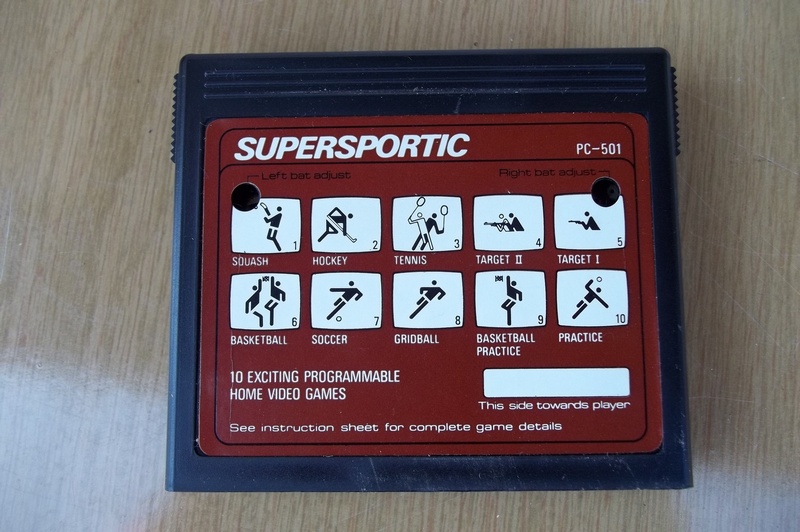 SUPERSPORTIC
PC-501
Left bat adjust
Right bat adjust
1 2 3 4 5
SQUASH HOCKEY TENNIS TARGET II TARGET I
6 7 8 9 10
BASKETBALL SOCCER GRIDBALL BASKETBALL PRACTICE PRACTICE
10 EXCITING PROGRAMMABLE
HOME VIDEO GAMES
This side towards player
See instruction sheet for complete game details